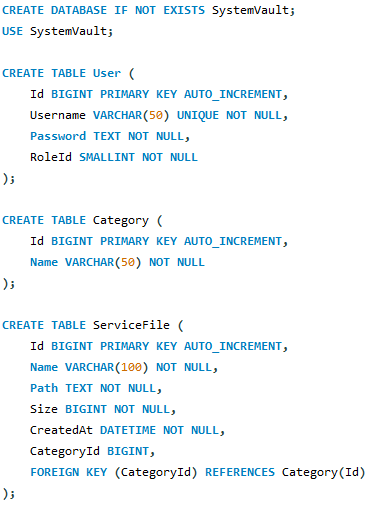 CREATE DATABASE IF NOT EXISTS SystemVault;
USE SystemVault;
CREATE TABLE User (
Id BIGINT PRIMARY KEY AUTO_INCREMENT,
Username VARCHAR(50) UNIQUE NOT NULL,
Password TEXT NOT NULL,
RoleId SMALLINT NOT NULL
);
CREATE TABLE Category (
Id BIGINT PRIMARY KEY AUTO_INCREMENT,
Name VARCHAR(50) NOT NULL
);
CREATE TABLE ServiceFile (
Id BIGINT PRIMARY KEY AUTO_INCREMENT,
Name VARCHAR(100) NOT NULL,
Path TEXT NOT NULL,
Size BIGINT NOT NULL,
CreatedAt DATETIME NOT NULL,
CategoryId BIGINT,
FOREIGN KEY (CategoryId) REFERENCES Category(Id)
);